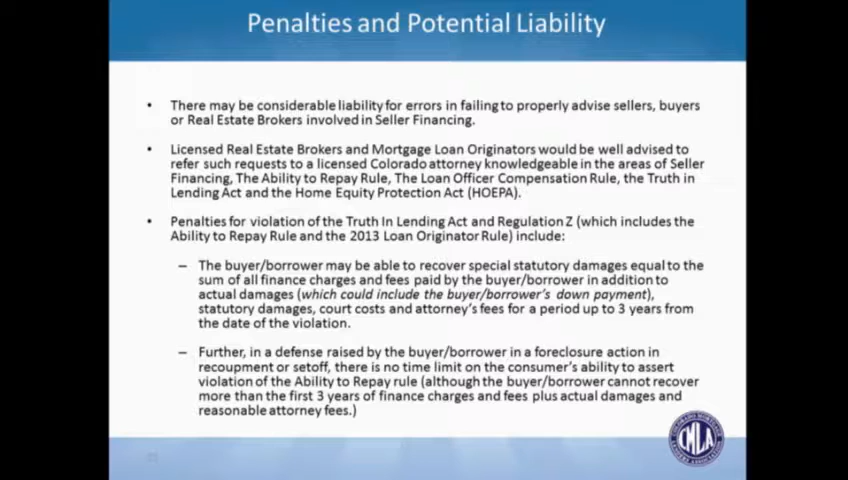 Penalties and Potential Liability
• There may be considerable liability for errors in failing to properly advise sellers, buyers
or Real Estate Brokers involved in Seller Financing.
• Licensed Real Estate Brokers and Mortgage Loan Originators would be well advised to
refer such requests to a licensed Colorado attorney knowledgeable in the areas of Seller
Financing, The Ability to Repay Rule, The Loan Officer Compensation Rule, the Truth in
Lending Act and the Home Equity Protection Act (HOEPA).
• Penalties for violation of the Truth In Lending Act and Regulation Z (which includes the
Ability to Repay Rule and the 2013 Loan Originator Rule) include:
– The buyer/borrower may be able to recover special statutory damages equal to the
sum of all finance charges and fees paid by the buyer/borrower in addition to
actual damages (which could include the buyer/borrower's down payment),
statutory damages, court costs and attorney's fees for a period up to 3 years from
the date of the violation.
– Further, in a defense raised by the buyer/borrower in a foreclosure action in
recoupment or setoff, there is no time limit on the consumer's ability to assert
violation of the Ability to Repay rule (although the buyer/borrower cannot recover
more than the first 3 years of finance charges and fees plus actual damages and
reasonable attorney fees.)
CMLA